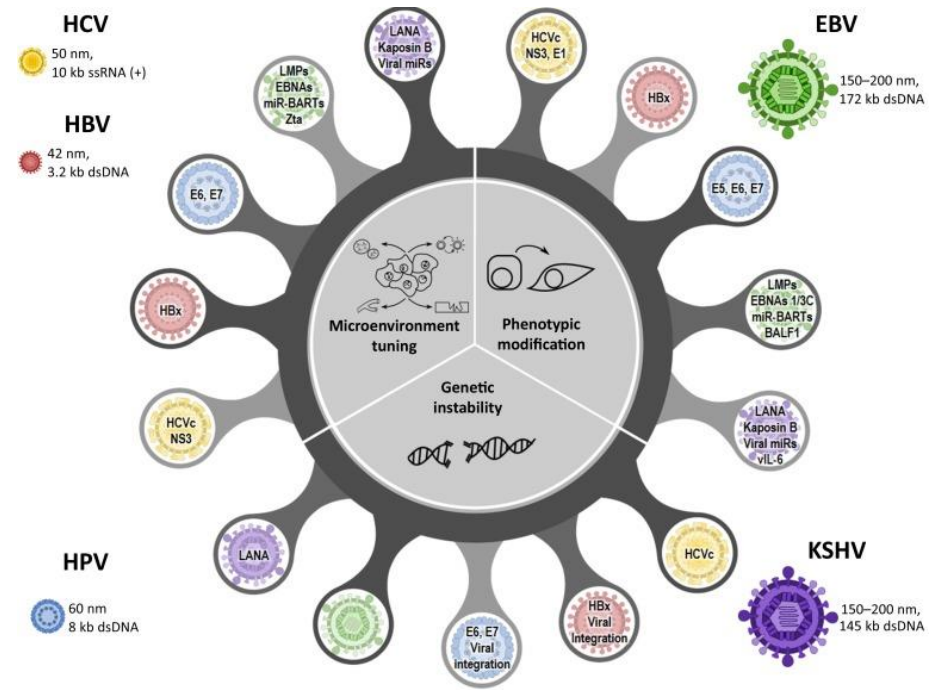 HCV
50 nm,
10 kb ssRNA (+)
HBV
42 nm,
3.2 kb dsDNA
EBV
150–200 nm,
172 kb dsDNA
HPV
60 nm
8 kb dsDNA
KSHV
150–200 nm,
145 kb dsDNA
LANA
Kaposin B
Viral miRs
HCVc
NS3, E1
LMPs
EBNAs
miR-BARTs
Zta
HBx
E6, E7
E5, E6, E7
HBx
LMPs
EBNAs 1/3C
miR-BARTs
BALF1
HCVc
NS3
LANA
Kaposin B
Viral miRs
vIL-6
Microenvironment
tuning
Phenotypic
modification
Genetic
instability
LANA
HCVc
E6, E7
Viral
integration
HBx
Viral
Integration